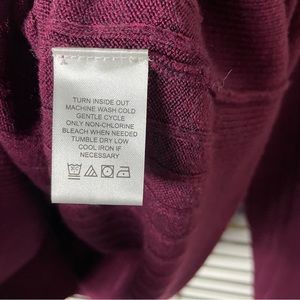 TURN INSIDE OUT
MACHINE WASH COLD
GENTLE CYCLE
ONLY NON-CHLORINE
BLEACH WHEN NEEDED
TUMBLE DRY LOW
COOL IRON IF
NECESSARY